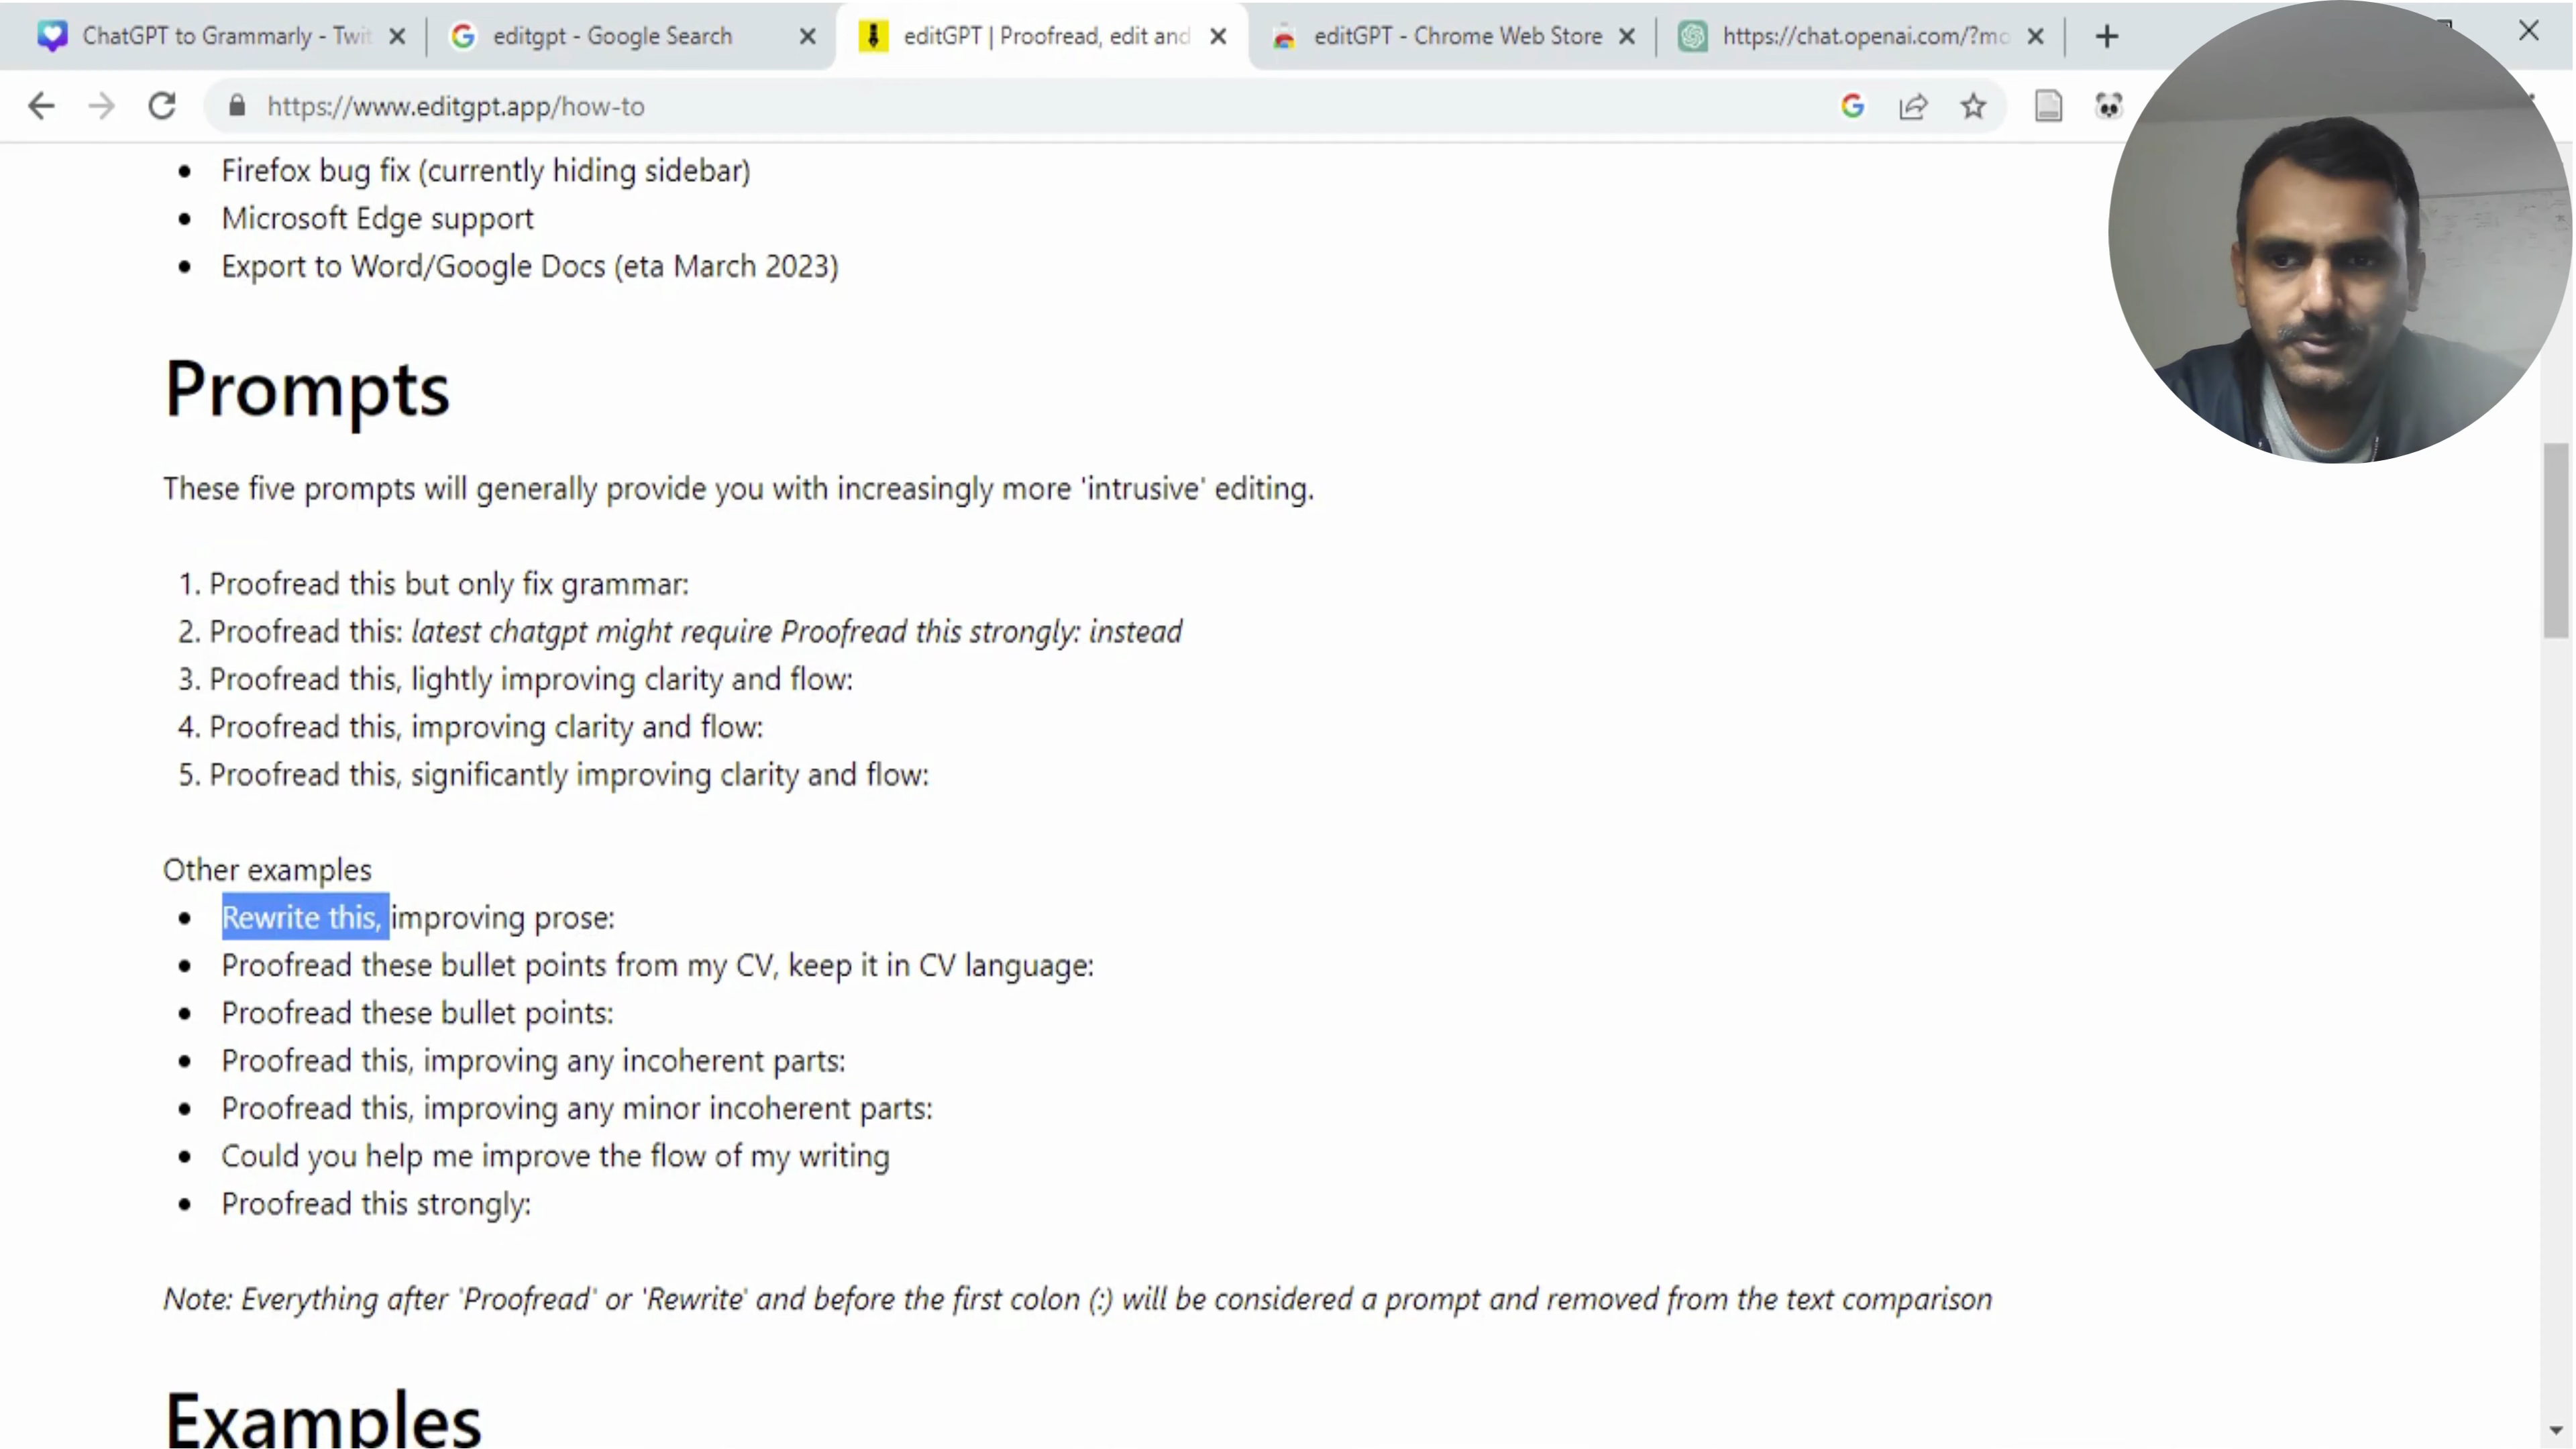 ChatGPT to Grammarly - Twit
editgpt - Google Search
editGPT | Proofread, edit and
editGPT - Chrome Web Store
https://chat.openai.com/?mo
https://www.editgpt.app/how-to
• Firefox bug fix (currently hiding sidebar)
• Microsoft Edge support
• Export to Word/Google Docs (eta March 2023)
Prompts
These five prompts will generally provide you with increasingly more 'intrusive' editing.
1. Proofread this but only fix grammar:
2. Proofread this: latest chatgpt might require Proofread this strongly: instead
3. Proofread this, lightly improving clarity and flow:
4. Proofread this, improving clarity and flow:
5. Proofread this, significantly improving clarity and flow:
Other examples
• Rewrite this, improving prose:
• Proofread these bullet points from my CV, keep it in CV language:
• Proofread these bullet points:
• Proofread this, improving any incoherent parts:
• Proofread this, improving any minor incoherent parts:
• Could you help me improve the flow of my writing
• Proofread this strongly:
Note: Everything after 'Proofread' or 'Rewrite' and before the first colon (:) will be considered a prompt and removed from the text comparison
Examples